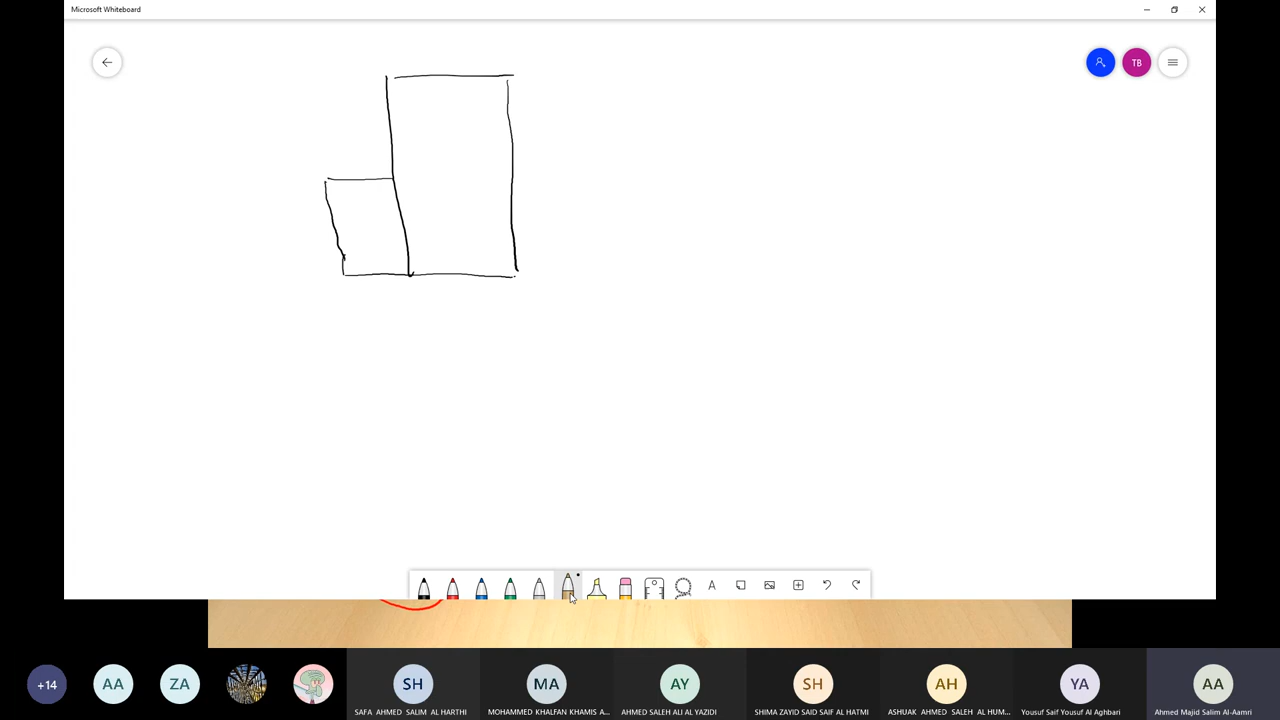 Microsoft Whiteboard
TB
A
+14
AA
ZA
SH
MA
AY
SH
AH
YA
AA
SAFA AHMED SALIM AL HARTHI
MOHAMMED KHALFAN KHAMIS A...
AHMED SALEH ALI AL YAZIDI
SHIMA ZAYID SAID SAIF AL HATMI
ASHUAK AHMED SALEH AL HUM...
Yousuf Saif Yousuf Al Aghbari
Ahmed Majid Salim Al-Aamri